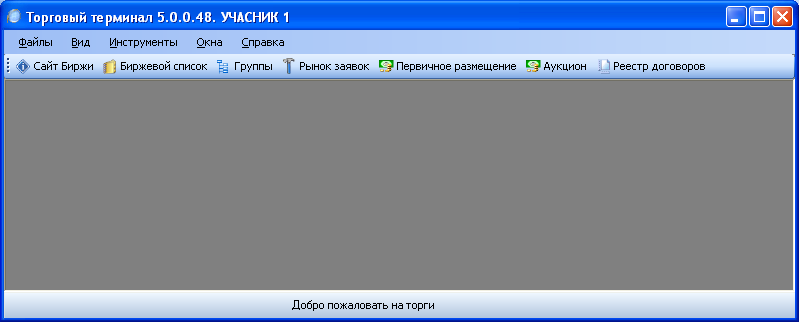 Торговый терминал 5.0.0.48. УЧАСНИК 1
Файлы Вид Инструменты Окна Справка
Сайт Биржи Биржевой список Группы Рынок заявок Первичное размещение Аукцион Реестр договоров
Добро пожаловать на торги